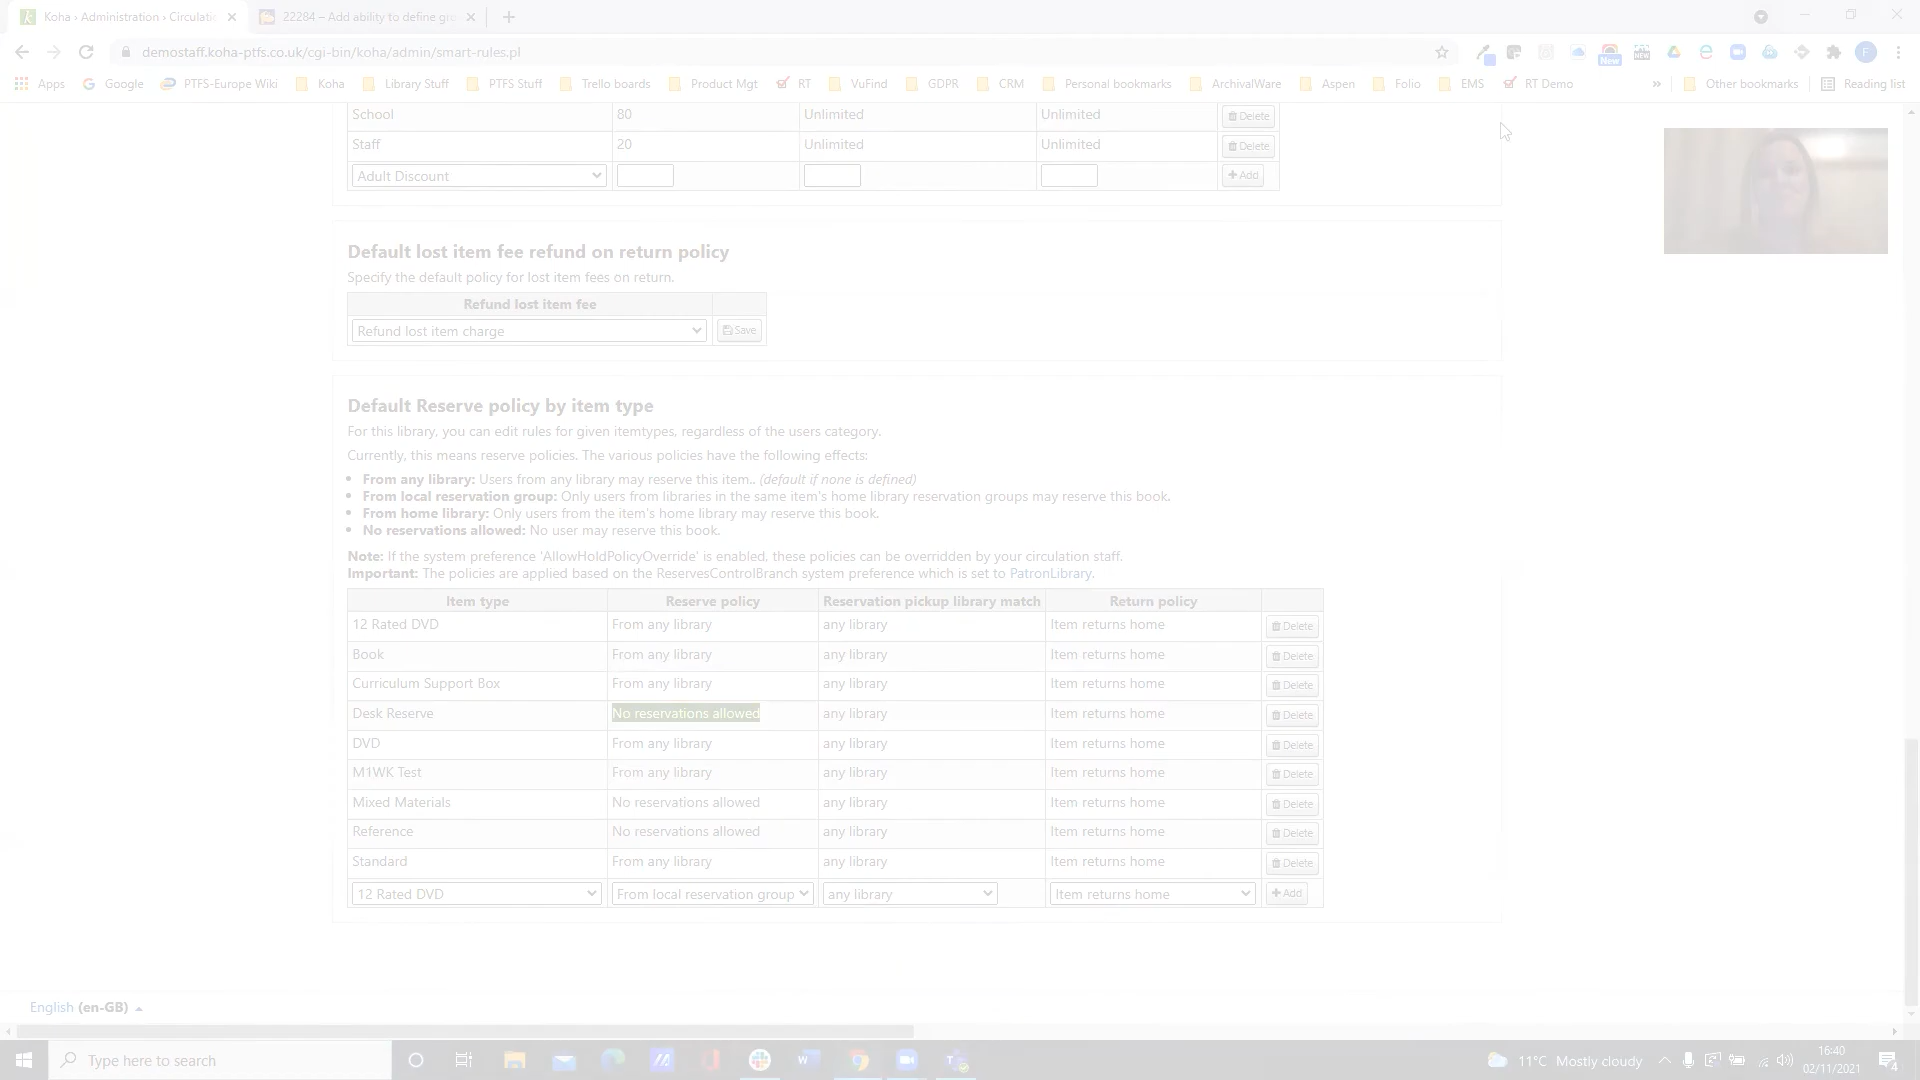 Koha › Administration › Circulatio
22284 – Add ability to define gro
demostaff.koha-ptfs.co.uk/cgi-bin/koha/admin/smart-rules.pl
Apps Google PTFS-Europe Wiki Koha Library Stuff PTFS Stuff Trello boards Product Mgt RT VuFind GDPR CRM Personal bookmarks ArchivalWare Aspen Folio EMS RT Demo » Other bookmarks Reading list
School 80 Unlimited Unlimited Delete
Staff 20 Unlimited Unlimited Delete
Adult Discount + Add
Default lost item fee refund on return policy
Specify the default policy for lost item fees on return.
Refund lost item fee
Refund lost item charge Save
Default Reserve policy by item type
For this library, you can edit rules for given itemtypes, regardless of the users category.
Currently, this means reserve policies. The various policies have the following effects:
• From any library: Users from any library may reserve this item.. (default if none is defined)
• From local reservation group: Only users from libraries in the same item's home library reservation groups may reserve this book.
• From home library: Only users from the item's home library may reserve this book.
• No reservations allowed: No user may reserve this book.
Note: If the system preference 'AllowHoldPolicyOverride' is enabled, these policies can be overridden by your circulation staff.
Important: The policies are applied based on the ReservesControlBranch system preference which is set to PatronLibrary.
Item type Reserve policy Reservation pickup library match Return policy
12 Rated DVD From any library any library Item returns home Delete
Book From any library any library Item returns home Delete
Curriculum Support Box From any library any library Item returns home Delete
Desk Reserve No reservations allowed any library Item returns home Delete
DVD From any library any library Item returns home Delete
M1WK Test From any library any library Item returns home Delete
Mixed Materials No reservations allowed any library Item returns home Delete
Reference No reservations allowed any library Item returns home Delete
Standard From any library any library Item returns home Delete
12 Rated DVD From local reservation group any library Item returns home + Add
English (en-GB)
Type here to search
11°C Mostly cloudy
16:40
02/11/2021